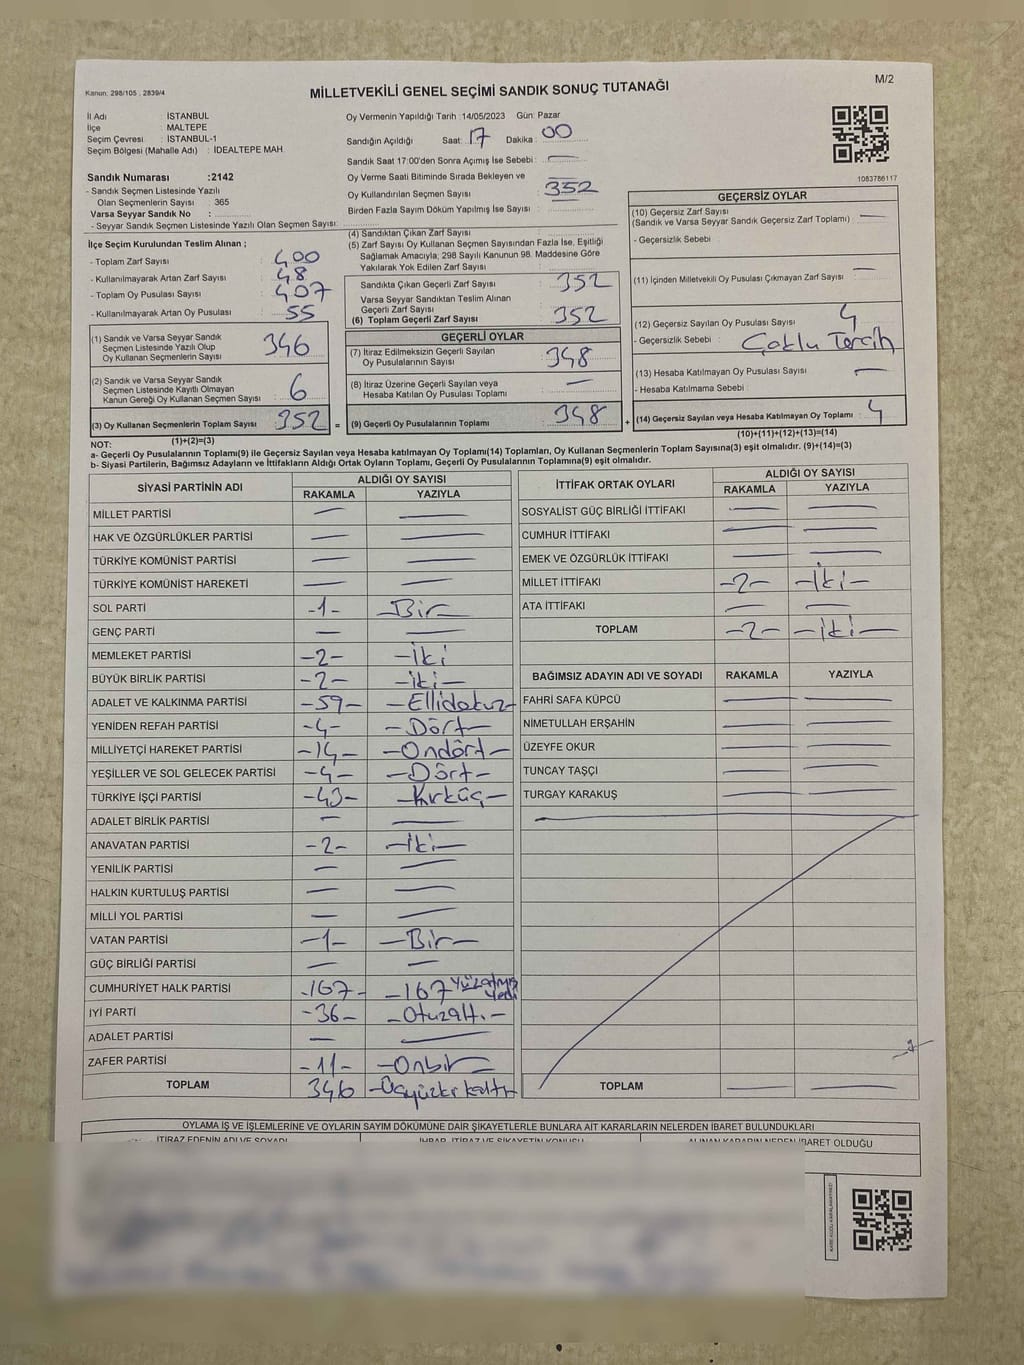 Kanun: 298/105 : 2839/4
MİLLETVEKİLİ GENEL SEÇİMİ SANDIK SONUÇ TUTANAĞI
M/2
İl Adı : İSTANBUL
İlçe : MALTEPE
Seçim Çevresi : İSTANBUL-1
Seçim Bölgesi (Mahalle Adı) : İDEALTEPE MAH.
Oy Vermenin Yapıldığı Tarih :14/05/2023 Gün: Pazar
Sandığın Açıldığı Saat: 17 Dakika : 00
Sandık Saat 17:00'den Sonra Açılmış İse Sebebi : —
Oy Verme Saati Bitiminde Sırada Bekleyen ve
Oy Kullandırılan Seçmen Sayısı : 352
Birden Fazla Sayım Döküm Yapılmış İse Sayısı :
1083786117
Sandık Numarası :2142
- Sandık Seçmen Listesinde Yazılı
Olan Seçmenlerin Sayısı : 365
Varsa Seyyar Sandık No :
- Seyyar Sandık Seçmen Listesinde Yazılı Olan Seçmen Sayısı:
İlçe Seçim Kurulundan Teslim Alınan ;
- Toplam Zarf Sayısı : 400
- Kullanılmayarak Artan Zarf Sayısı : 48
- Toplam Oy Pusulası Sayısı : 407
- Kullanılmayarak Artan Oy Pusulası : 55
(1) Sandık ve Varsa Seyyar Sandık
Seçmen Listesinde Yazılı Olup
Oy Kullanan Seçmenlerin Sayısı : 346
(2) Sandık ve Varsa Seyyar Sandık
Seçmen Listesinde Kayıtlı Olmayan
Kanun Gereği Oy Kullanan Seçmen Sayısı : 6
(3) Oy Kullanan Seçmenlerin Toplam Sayısı : 352
(1)+(2)=(3)
(4) Sandıktan Çıkan Zarf Sayısı :
(5) Zarf Sayısı Oy Kullanan Seçmen Sayısından Fazla İse, Eşitliği
Sağlamak Amacıyla, 298 Sayılı Kanunun 98. Maddesine Göre
Yakılarak Yok Edilen Zarf Sayısı :
Sandıkta Çıkan Geçerli Zarf Sayısı : 352
Varsa Seyyar Sandıktan Teslim Alınan
Geçerli Zarf Sayısı :
(6) Toplam Geçerli Zarf Sayısı : 352
GEÇERLİ OYLAR
(7) İtiraz Edilmeksizin Geçerli Sayılan
Oy Pusulalarının Sayısı : 348
(8) İtiraz Üzerine Geçerli Sayılan veya
Hesaba Katılan Oy Pusulası Toplamı : —
= (9) Geçerli Oy Pusulalarının Toplamı : 348
GEÇERSİZ OYLAR
(10) Geçersiz Zarf Sayısı
(Sandık ve Varsa Seyyar Sandık Geçersiz Zarf Toplamı) : —
- Geçersizlik Sebebi :
(11) İçinden Milletvekili Oy Pusulası Çıkmayan Zarf Sayısı : —
(12) Geçersiz Sayılan Oy Pusulası Sayısı : 4
- Geçersizlik Sebebi : Çoklu Tercih
(13) Hesaba Katılmayan Oy Pusulası Sayısı : —
- Hesaba Katılmama Sebebi :
+ (14) Geçersiz Sayılan veya Hesaba Katılmayan Oy Toplamı : 4
(10)+(11)+(12)+(13)=(14)
NOT:
a- Geçerli Oy Pusulalarının Toplamı(9) ile Geçersiz Sayılan veya Hesaba katılmayan Oy Toplamı(14) Toplamları, Oy Kullanan Seçmenlerin Toplam Sayısına(3) eşit olmalıdır. (9)+(14)=(3)
b- Siyasi Partilerin, Bağımsız Adayların ve İttifakların Aldığı Ortak Oyların Toplamı, Geçerli Oy Pusulalarının Toplamına(9) eşit olmalıdır.
SİYASİ PARTİNİN ADI ALDIĞI OY SAYISI
RAKAMLA YAZIYLA
MİLLET PARTİSİ — —
HAK VE ÖZGÜRLÜKLER PARTİSİ — —
TÜRKİYE KOMÜNİST PARTİSİ — —
TÜRKİYE KOMÜNİST HAREKETİ — —
SOL PARTİ -1- -Bir-
GENÇ PARTİ — —
MEMLEKET PARTİSİ -2- -İki
BÜYÜK BİRLİK PARTİSİ -2- -iki-
ADALET VE KALKINMA PARTİSİ -59- -Ellidokuz-
YENİDEN REFAH PARTİSİ -4- -Dört-
MİLLİYETÇİ HAREKET PARTİSİ -14- -Ondört-
YEŞİLLER VE SOL GELECEK PARTİSİ -4- -Dört-
TÜRKİYE İŞÇİ PARTİSİ -43- -Kırküç-
ADALET BİRLİK PARTİSİ — —
ANAVATAN PARTİSİ -2- -İki-
YENİLİK PARTİSİ — —
HALKIN KURTULUŞ PARTİSİ — —
MİLLİ YOL PARTİSİ — —
VATAN PARTİSİ -1- -Bir-
GÜÇ BİRLİĞİ PARTİSİ — —
CUMHURİYET HALK PARTİSİ -167- -167 Yüzatmış Yedi
İYİ PARTİ -36- -Otuzaltı-
ADALET PARTİSİ — —
ZAFER PARTİSİ -11- -Onbir-
TOPLAM 346 -Üçyüzkırkaltı
İTTİFAK ORTAK OYLARI ALDIĞI OY SAYISI
RAKAMLA YAZIYLA
SOSYALİST GÜÇ BİRLİĞİ İTTİFAKI — —
CUMHUR İTTİFAKI — —
EMEK VE ÖZGÜRLÜK İTTİFAKI — —
MİLLET İTTİFAKI -2- -İki-
ATA İTTİFAKI — —
TOPLAM -2- -İki-
BAĞIMSIZ ADAYIN ADI VE SOYADI RAKAMLA YAZIYLA
FAHRİ SAFA KÜPCÜ — —
NİMETULLAH ERŞAHİN — —
ÜZEYFE OKUR — —
TUNCAY TAŞÇI — —
TURGAY KARAKUŞ — —
TOPLAM — —
OYLAMA İŞ VE İŞLEMLERİNE VE OYLARIN SAYIM DÖKÜMÜNE DAİR ŞİKAYETLERLE BUNLARA AİT KARARLARIN NELERDEN İBARET BULUNDUKLARI
İTİRAZ EDENİN ADI VE SOYADI İHBAR, İTİRAZ VE ŞİKAYETİN KONUSU ALINAN KARARIN NEDEN İBARET OLDUĞU